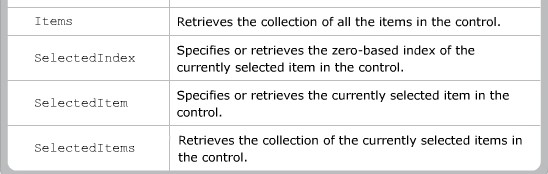 Items
Retrieves the collection of all the items in the control.
SelectedIndex
Specifies or retrieves the zero-based index of the
currently selected item in the control.
SelectedItem
Specifies or retrieves the currently selected item in the
control.
SelectedItems
Retrieves the collection of the currently selected items in
the control.